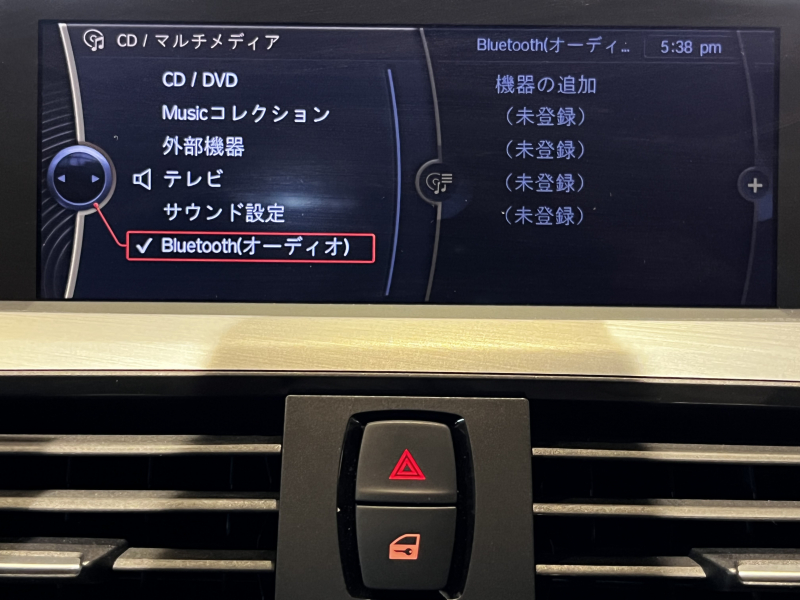 CD / マルチメディア
CD / DVD
Musicコレクション
外部機器
テレビ
サウンド設定
✓ Bluetooth(オーディオ)
Bluetooth(オーディ...
5:38 pm
機器の追加
（未登録）
（未登録）
（未登録）
（未登録）